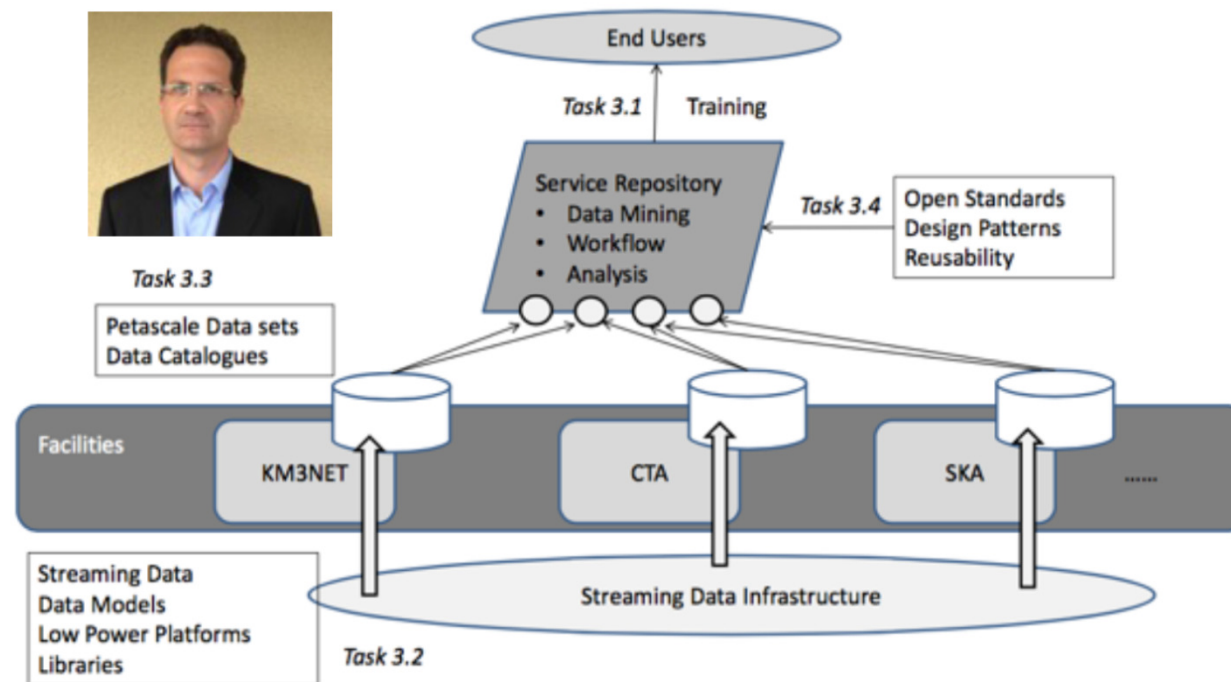 End Users
Task 3.1 Training
Service Repository
• Data Mining
• Workflow
• Analysis
Task 3.4
Open Standards
Design Patterns
Reusability
Task 3.3
Petascale Data sets
Data Catalogues
Facilities
KM3NET
CTA
SKA
......
Streaming Data
Data Models
Low Power Platforms
Libraries
Streaming Data Infrastructure
Task 3.2